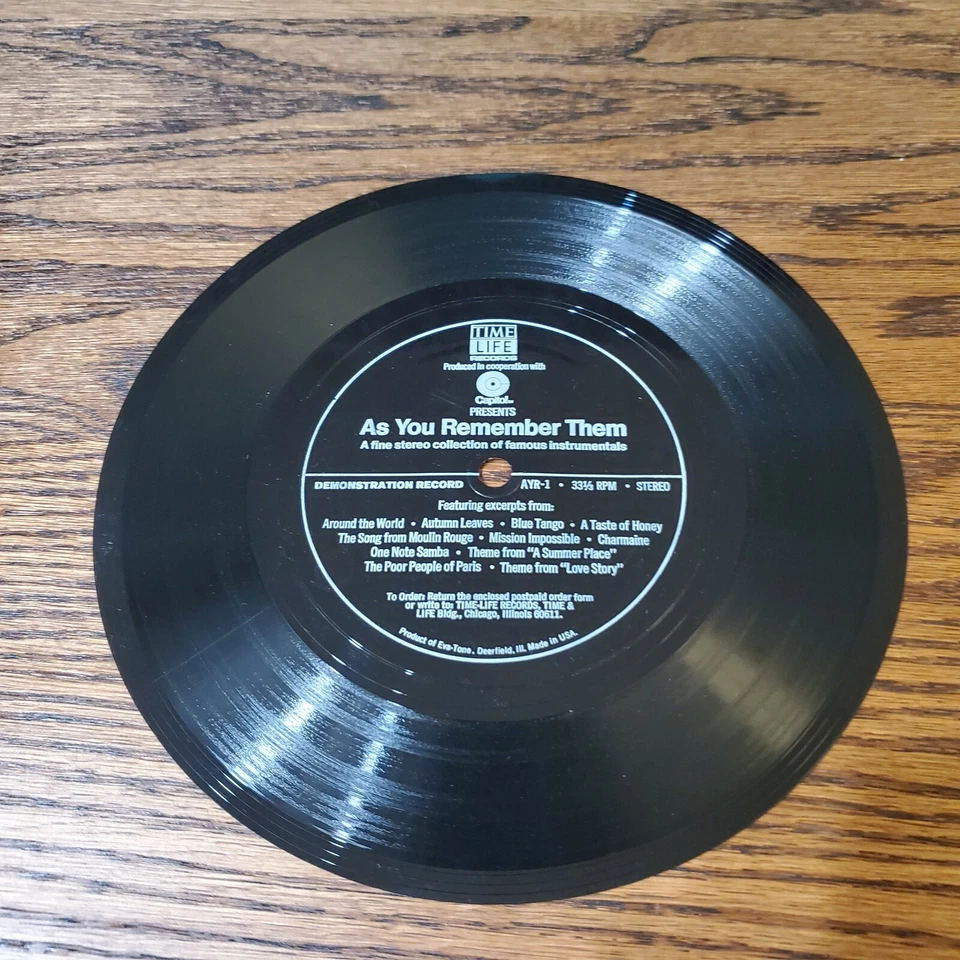 TIME
LIFE
RECORDS
Produced in cooperation with
Capitol™
PRESENTS
As You Remember Them
A fine stereo collection of famous instrumentals
DEMONSTRATION RECORD AYR-1 • 33⅓ RPM • STEREO
Featuring excerpts from:
Around the World • Autumn Leaves • Blue Tango • A Taste of Honey
The Song from Moulin Rouge • Mission Impossible • Charmaine
One Note Samba • Theme from "A Summer Place"
The Poor People of Paris • Theme from "Love Story"
To Order: Return the enclosed postpaid order form
or write to: TIME-LIFE RECORDS, TIME &
LIFE Bldg., Chicago, Illinois 60611.
Product of Eva-Tone, Deerfield, Ill. Made in USA.